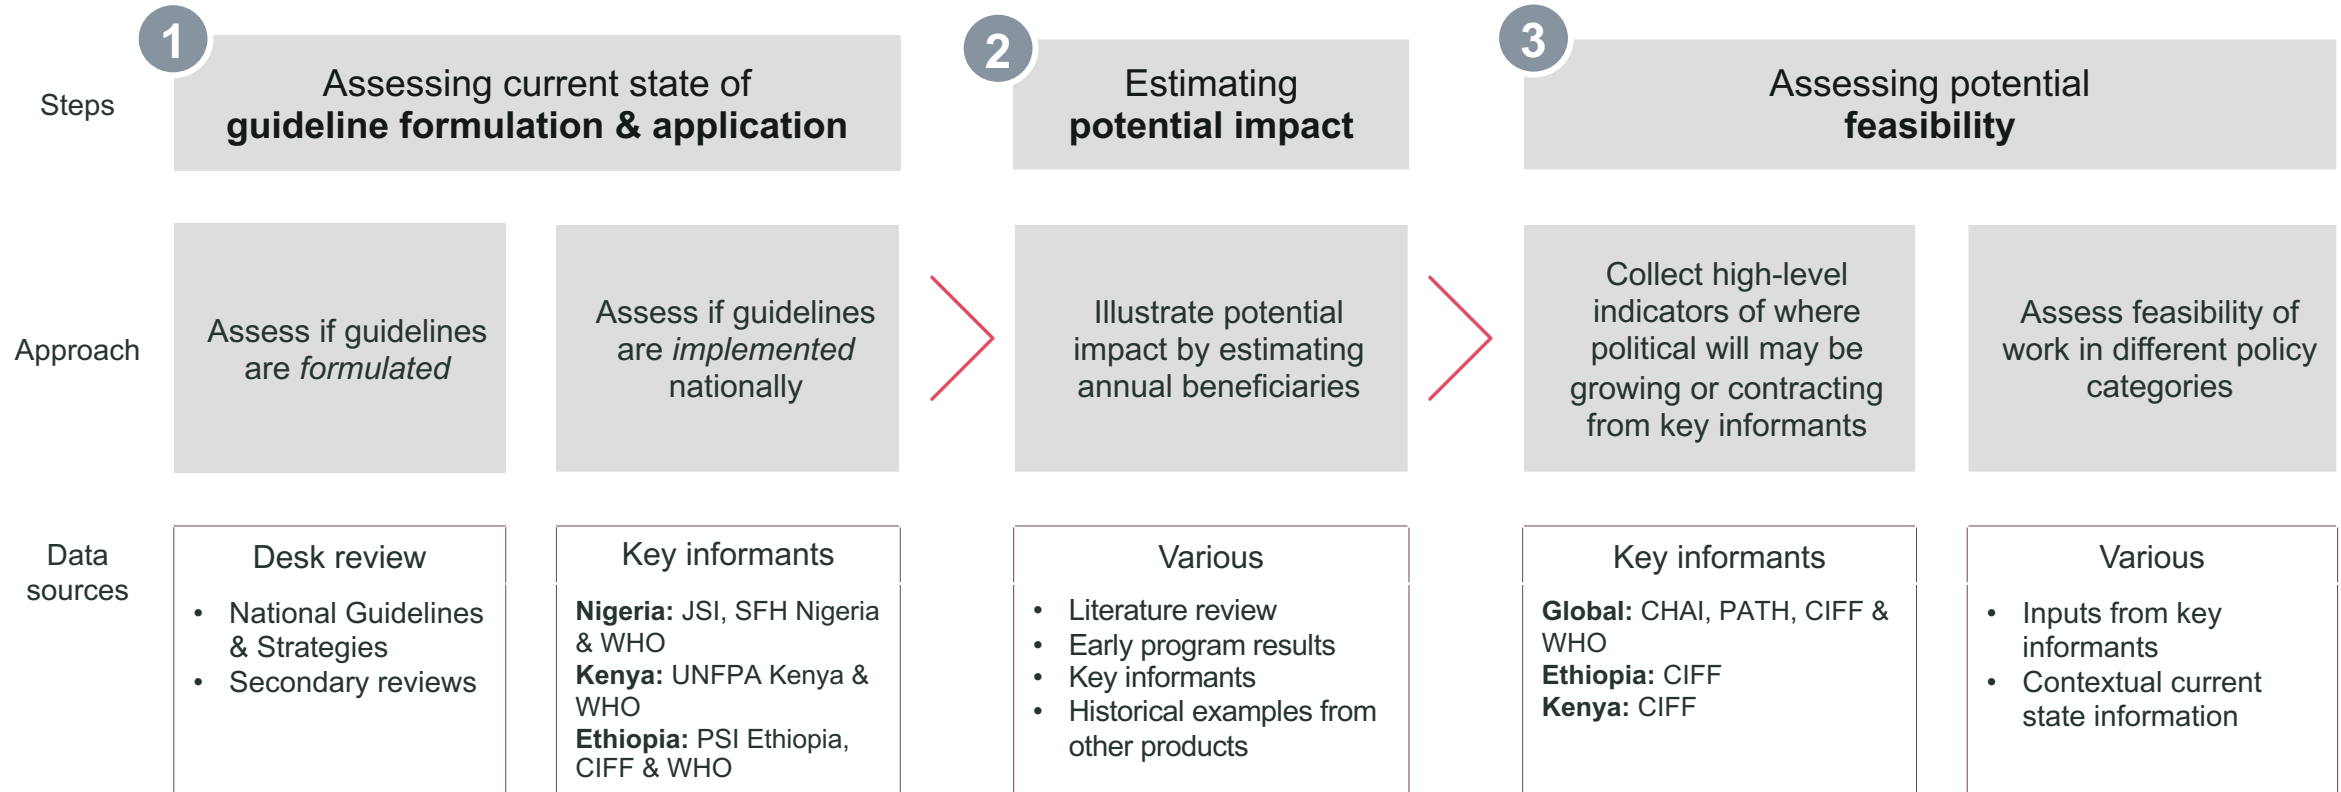 1
Assessing current state of
guideline formulation & application
2
Estimating
potential impact
3
Assessing potential
feasibility
Steps
Approach
Assess if guidelines
are formulated
Assess if guidelines
are implemented
nationally
Illustrate potential
impact by estimating
annual beneficiaries
Collect high-level
indicators of where
political will may be
growing or contracting
from key informants
Assess feasibility of
work in different policy
categories
Data
sources
Desk review
• National Guidelines
& Strategies
• Secondary reviews
Key informants
Nigeria: JSI, SFH Nigeria
& WHO
Kenya: UNFPA Kenya &
WHO
Ethiopia: PSI Ethiopia,
CIFF & WHO
Various
• Literature review
• Early program results
• Key informants
• Historical examples from
other products
Key informants
Global: CHAI, PATH, CIFF &
WHO
Ethiopia: CIFF
Kenya: CIFF
Various
• Inputs from key
informants
• Contextual current
state information